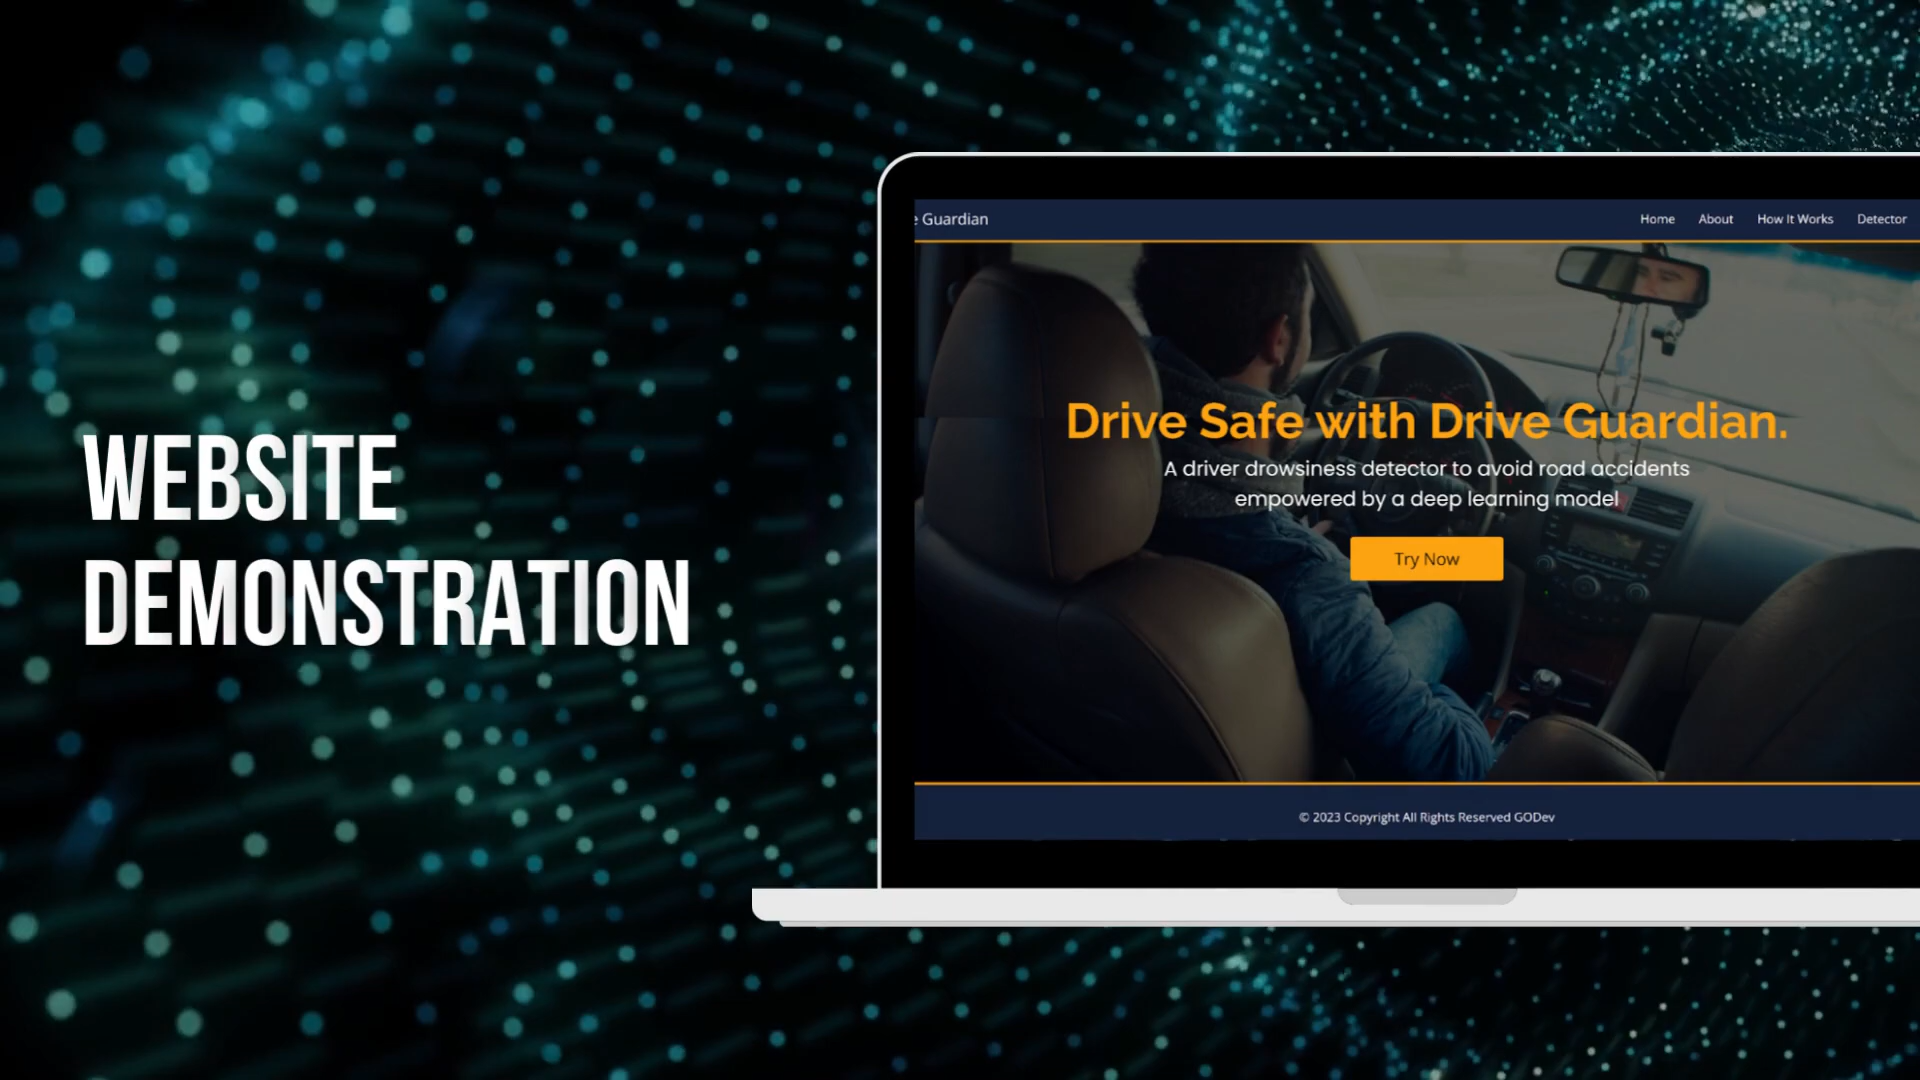 WEBSITE
DEMONSTRATION
e Guardian
Home About How It Works Detector
Drive Safe with Drive Guardian.
A driver drowsiness detector to avoid road accidents
empowered by a deep learning model
Try Now
© 2023 Copyright All Rights Reserved GODev